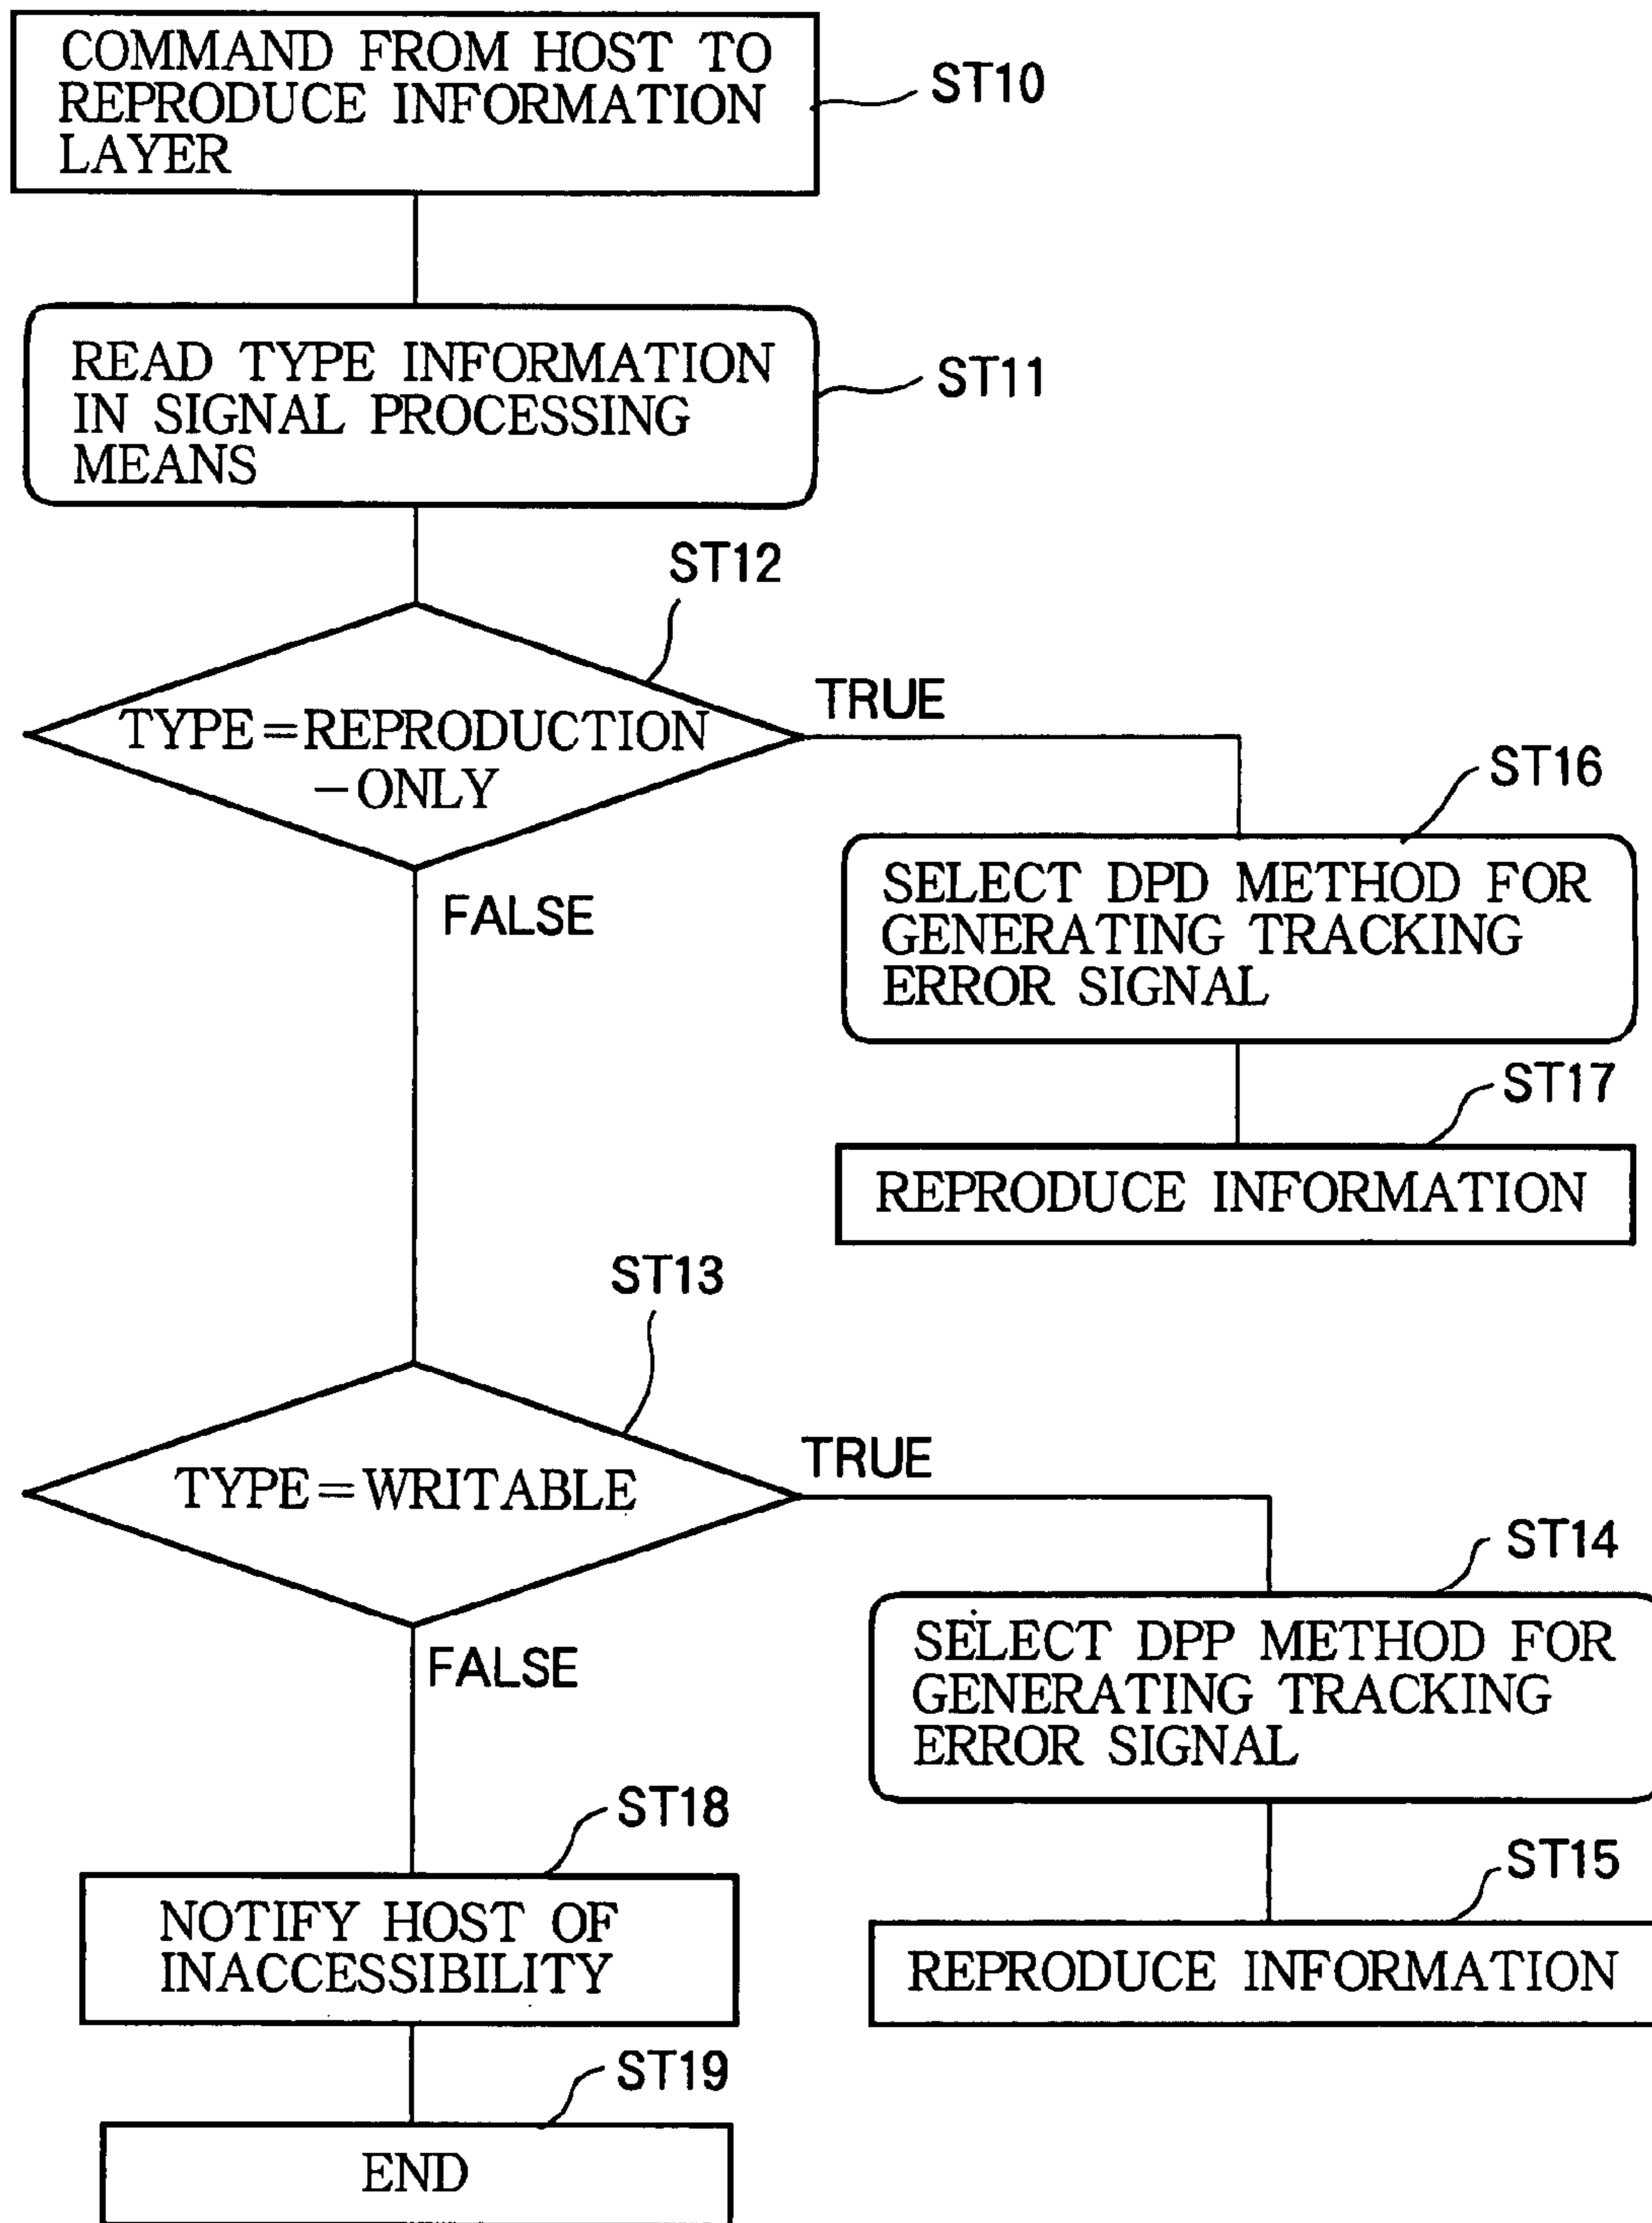 COMMAND FROM HOST TO
REPRODUCE INFORMATION
LAYER
ST10
READ TYPE INFORMATION
IN SIGNAL PROCESSING
MEANS
ST11
ST12
TYPE=REPRODUCTION
-ONLY
TRUE
FALSE
ST16
SELECT DPD METHOD FOR
GENERATING TRACKING
ERROR SIGNAL
ST17
REPRODUCE INFORMATION
ST13
TYPE=WRITABLE
TRUE
FALSE
ST14
SELECT DPP METHOD FOR
GENERATING TRACKING
ERROR SIGNAL
ST15
REPRODUCE INFORMATION
ST18
NOTIFY HOST OF
INACCESSIBILITY
ST19
END